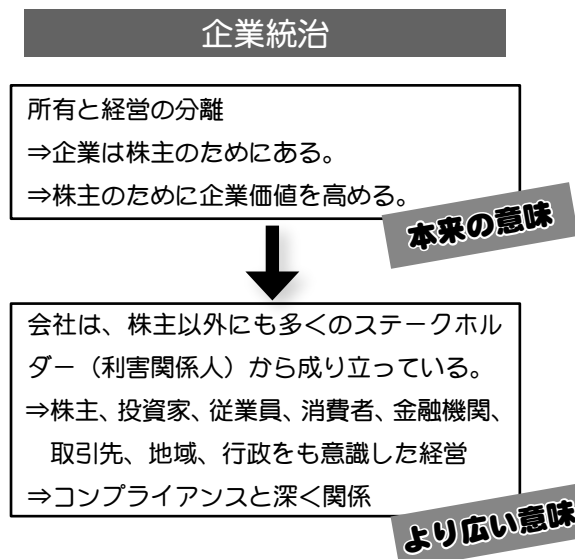 企業統治
所有と経営の分離
⇒企業は株主のためにある。
⇒株主のために企業価値を高める。
本来の意味
会社は、株主以外にも多くのステークホル
ダー（利害関係人）から成り立っている。
⇒株主、投資家、従業員、消費者、金融機関、
取引先、地域、行政をも意識した経営
⇒コンプライアンスと深く関係
より広い意味